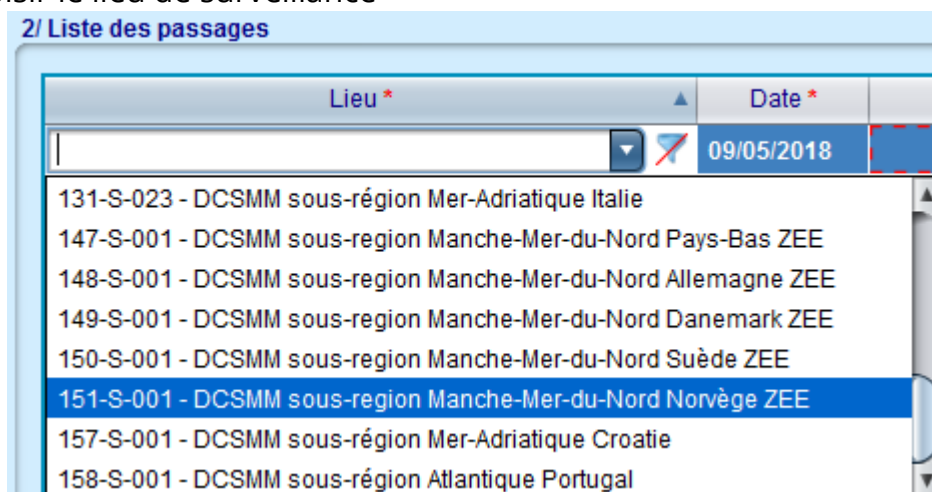 2/ Liste des passages
Lieu * Date *
09/05/2018
131-S-023 - DCSMM sous-région Mer-Adriatique Italie
147-S-001 - DCSMM sous-region Manche-Mer-du-Nord Pays-Bas ZEE
148-S-001 - DCSMM sous-region Manche-Mer-du-Nord Allemagne ZEE
149-S-001 - DCSMM sous-region Manche-Mer-du-Nord Danemark ZEE
150-S-001 - DCSMM sous-region Manche-Mer-du-Nord Suède ZEE
151-S-001 - DCSMM sous-region Manche-Mer-du-Nord Norvège ZEE
157-S-001 - DCSMM sous-région Mer-Adriatique Croatie
158-S-001 - DCSMM sous-région Atlantique Portugal